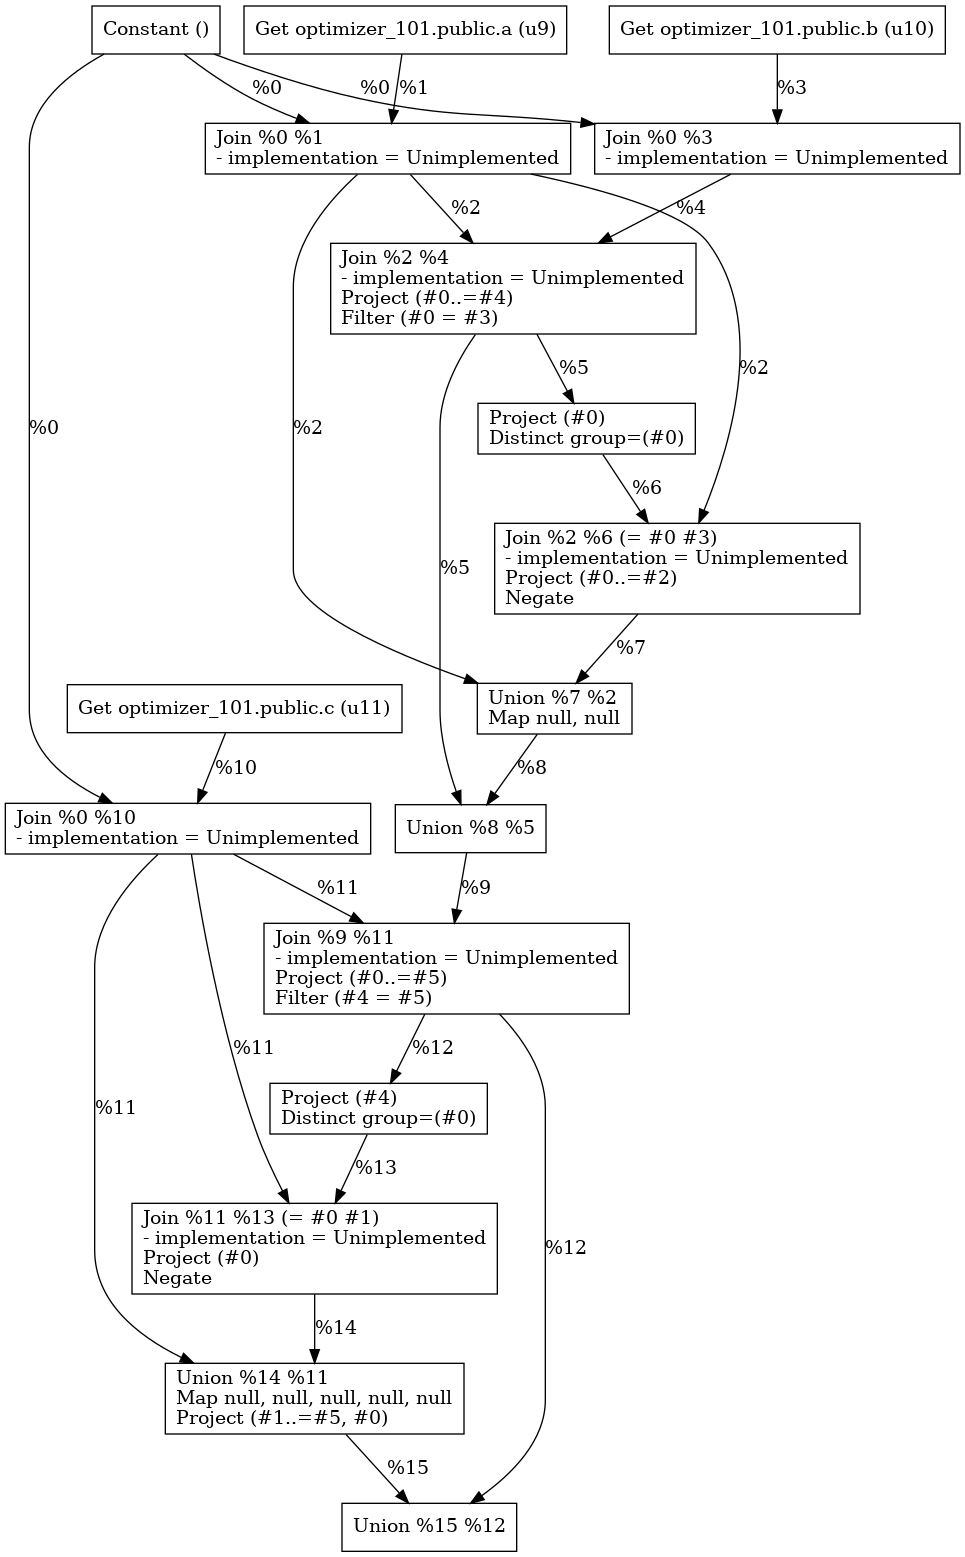 Constant ()
Get optimizer_101.public.a (u9)
Get optimizer_101.public.b (u10)
%0
%0
%1
%3
Join %0 %1
- implementation = Unimplemented
Join %0 %3
- implementation = Unimplemented
%2
%4
Join %2 %4
- implementation = Unimplemented
Project (#0..=#4)
Filter (#0 = #3)
%5
%2
Project (#0)
Distinct group=(#0)
%0
%2
%6
Join %2 %6 (= #0 #3)
- implementation = Unimplemented
Project (#0..=#2)
Negate
%5
%7
Get optimizer_101.public.c (u11)
Union %7 %2
Map null, null
%10
%8
Join %0 %10
- implementation = Unimplemented
Union %8 %5
%11
%9
Join %9 %11
- implementation = Unimplemented
Project (#0..=#5)
Filter (#4 = #5)
%11
%12
%11
Project (#4)
Distinct group=(#0)
%13
Join %11 %13 (= #0 #1)
- implementation = Unimplemented
Project (#0)
Negate
%12
%14
Union %14 %11
Map null, null, null, null, null
Project (#1..=#5, #0)
%15
Union %15 %12